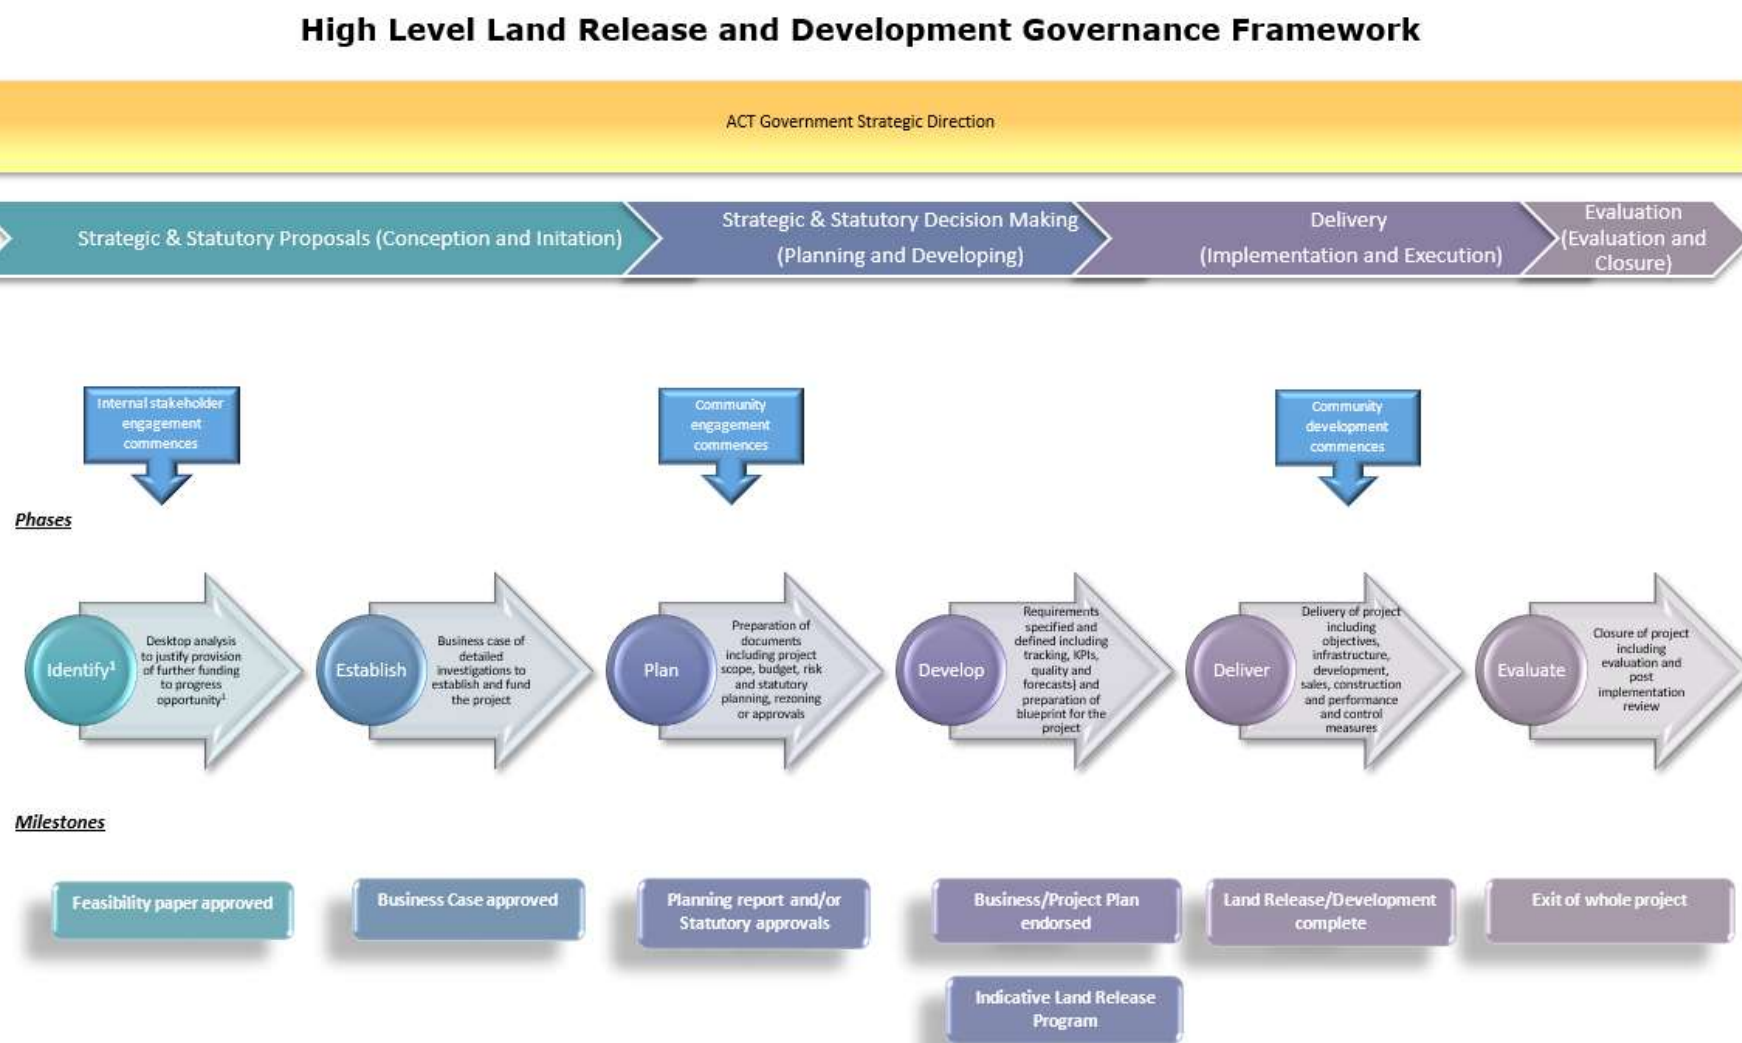 High Level Land Release and Development Governance Framework
ACT Government Strategic Direction
Strategic & Statutory Proposals (Conception and Initation)
Strategic & Statutory Decision Making
(Planning and Developing)
Delivery
(Implementation and Execution)
Evaluation
(Evaluation and
Closure)
Internal stakeholder
engagement
commences
Community
engagement
commences
Community
development
commences
Phases
Identify¹
Desktop analysis
to justify provision
of further funding
to progress
opportunity¹
Establish
Business case of
detailed
investigations to
establish and fund
the project
Plan
Preparation of
documents
including project
scope, budget, risk
and statutory
planning, rezoning
or approvals
Develop
Requirements
specified and
defined including
tracking, KPIs,
quality and
forecasts) and
preparation of
blueprint for the
project
Deliver
Delivery of project
including
objectives,
infrastructure,
development,
sales, construction
and performance
and control
measures
Evaluate
Closure of project
including
evaluation and
post
implementation
review
Milestones
Feasibility paper approved
Business Case approved
Planning report and/or
Statutory approvals
Business/Project Plan
endorsed
Land Release/Development
complete
Exit of whole project
Indicative Land Release
Program